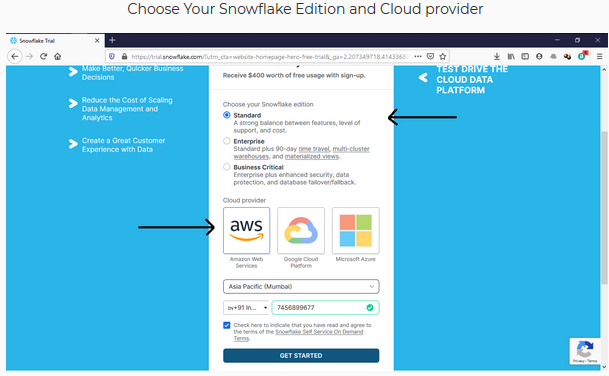 Choose Your Snowflake Edition and Cloud provider
Snowflake Trial
https://trial.snowflake.com/?utm_cta=website-homepage-hero-free-trial&_ga=2.207349718.414336
Make Better, Quicker Business
Decisions
Reduce the Cost of Scaling
Data Management and
Analytics
Create a Great Customer
Experience with Data
Receive $400 worth of free usage with sign-up.
Choose your Snowflake edition
Standard
A strong balance between features, level of
support, and cost.
Enterprise
Standard plus 90-day time travel, multi-cluster
warehouses, and materialized views.
Business Critical
Enterprise plus enhanced security, data
protection, and database failover/fallback.
Cloud provider
aws
Amazon Web
Services
Google Cloud
Platform
Microsoft Azure
Asia Pacific (Mumbai)
IN+91 In...
7456899677
Check here to indicate that you have read and agree
to the terms of the Snowflake Self Service On Demand
Terms.
GET STARTED
TEST DRIVE THE
CLOUD DATA
PLATFORM
Privacy - Terms